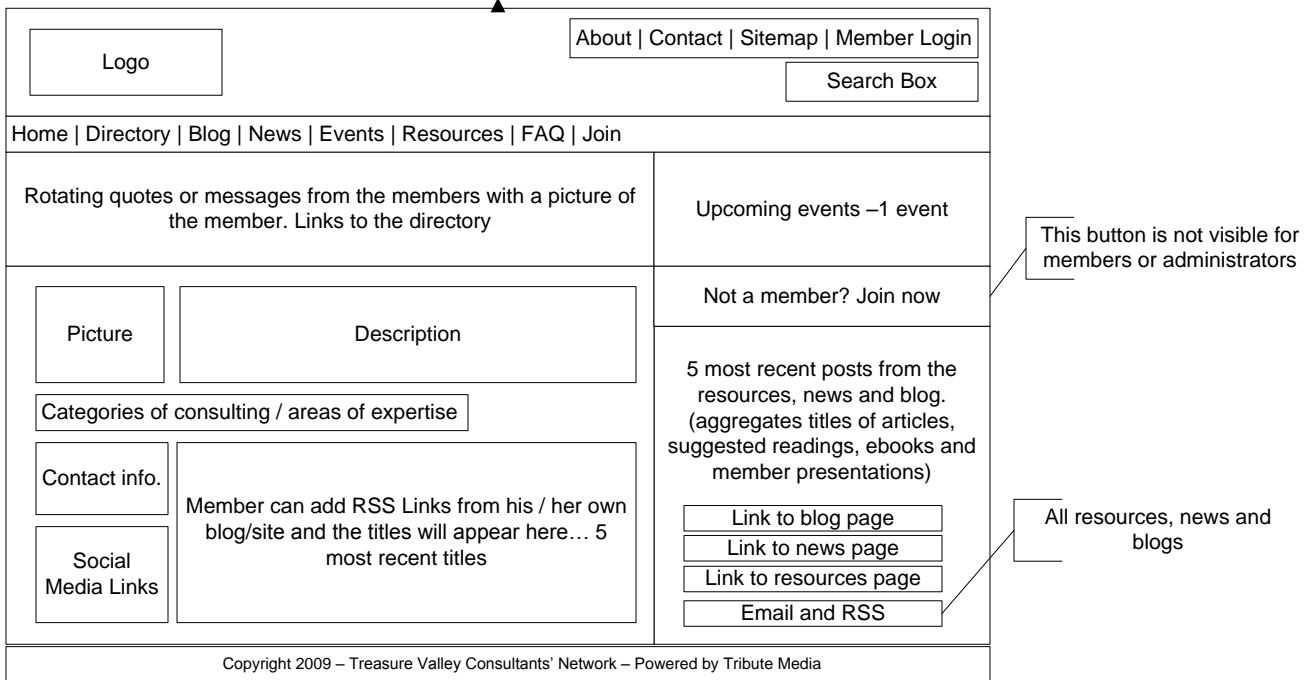 Logo
About | Contact | Sitemap | Member Login
Search Box
Home | Directory | Blog | News | Events | Resources | FAQ | Join
Rotating quotes or messages from the members with a picture of
the member. Links to the directory
Upcoming events –1 event
This button is not visible for
members or administrators
Not a member? Join now
Picture
Description
Categories of consulting / areas of expertise
Contact info.
Social
Media Links
Member can add RSS Links from his / her own
blog/site and the titles will appear here… 5
most recent titles
5 most recent posts from the
resources, news and blog.
(aggregates titles of articles,
suggested readings, ebooks and
member presentations)
Link to blog page
Link to news page
Link to resources page
Email and RSS
All resources, news and
blogs
Copyright 2009 – Treasure Valley Consultants’ Network – Powered by Tribute Media